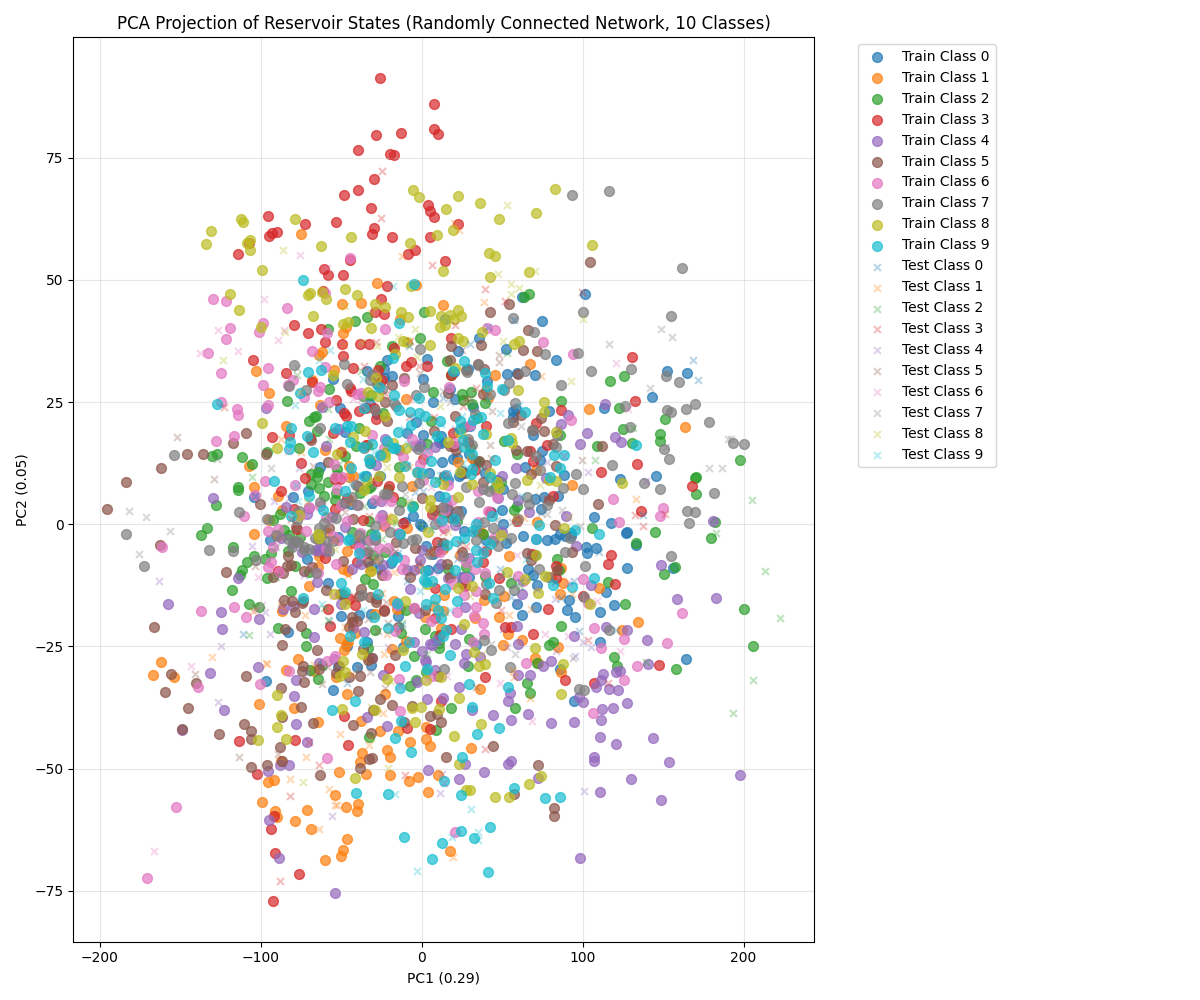 PCA Projection of Reservoir States (Randomly Connected Network, 10 Classes)
75
50
25
0
−25
−50
−75
PC2 (0.05)
−200
−100
0
100
200
PC1 (0.29)
Train Class 0
Train Class 1
Train Class 2
Train Class 3
Train Class 4
Train Class 5
Train Class 6
Train Class 7
Train Class 8
Train Class 9
Test Class 0
Test Class 1
Test Class 2
Test Class 3
Test Class 4
Test Class 5
Test Class 6
Test Class 7
Test Class 8
Test Class 9